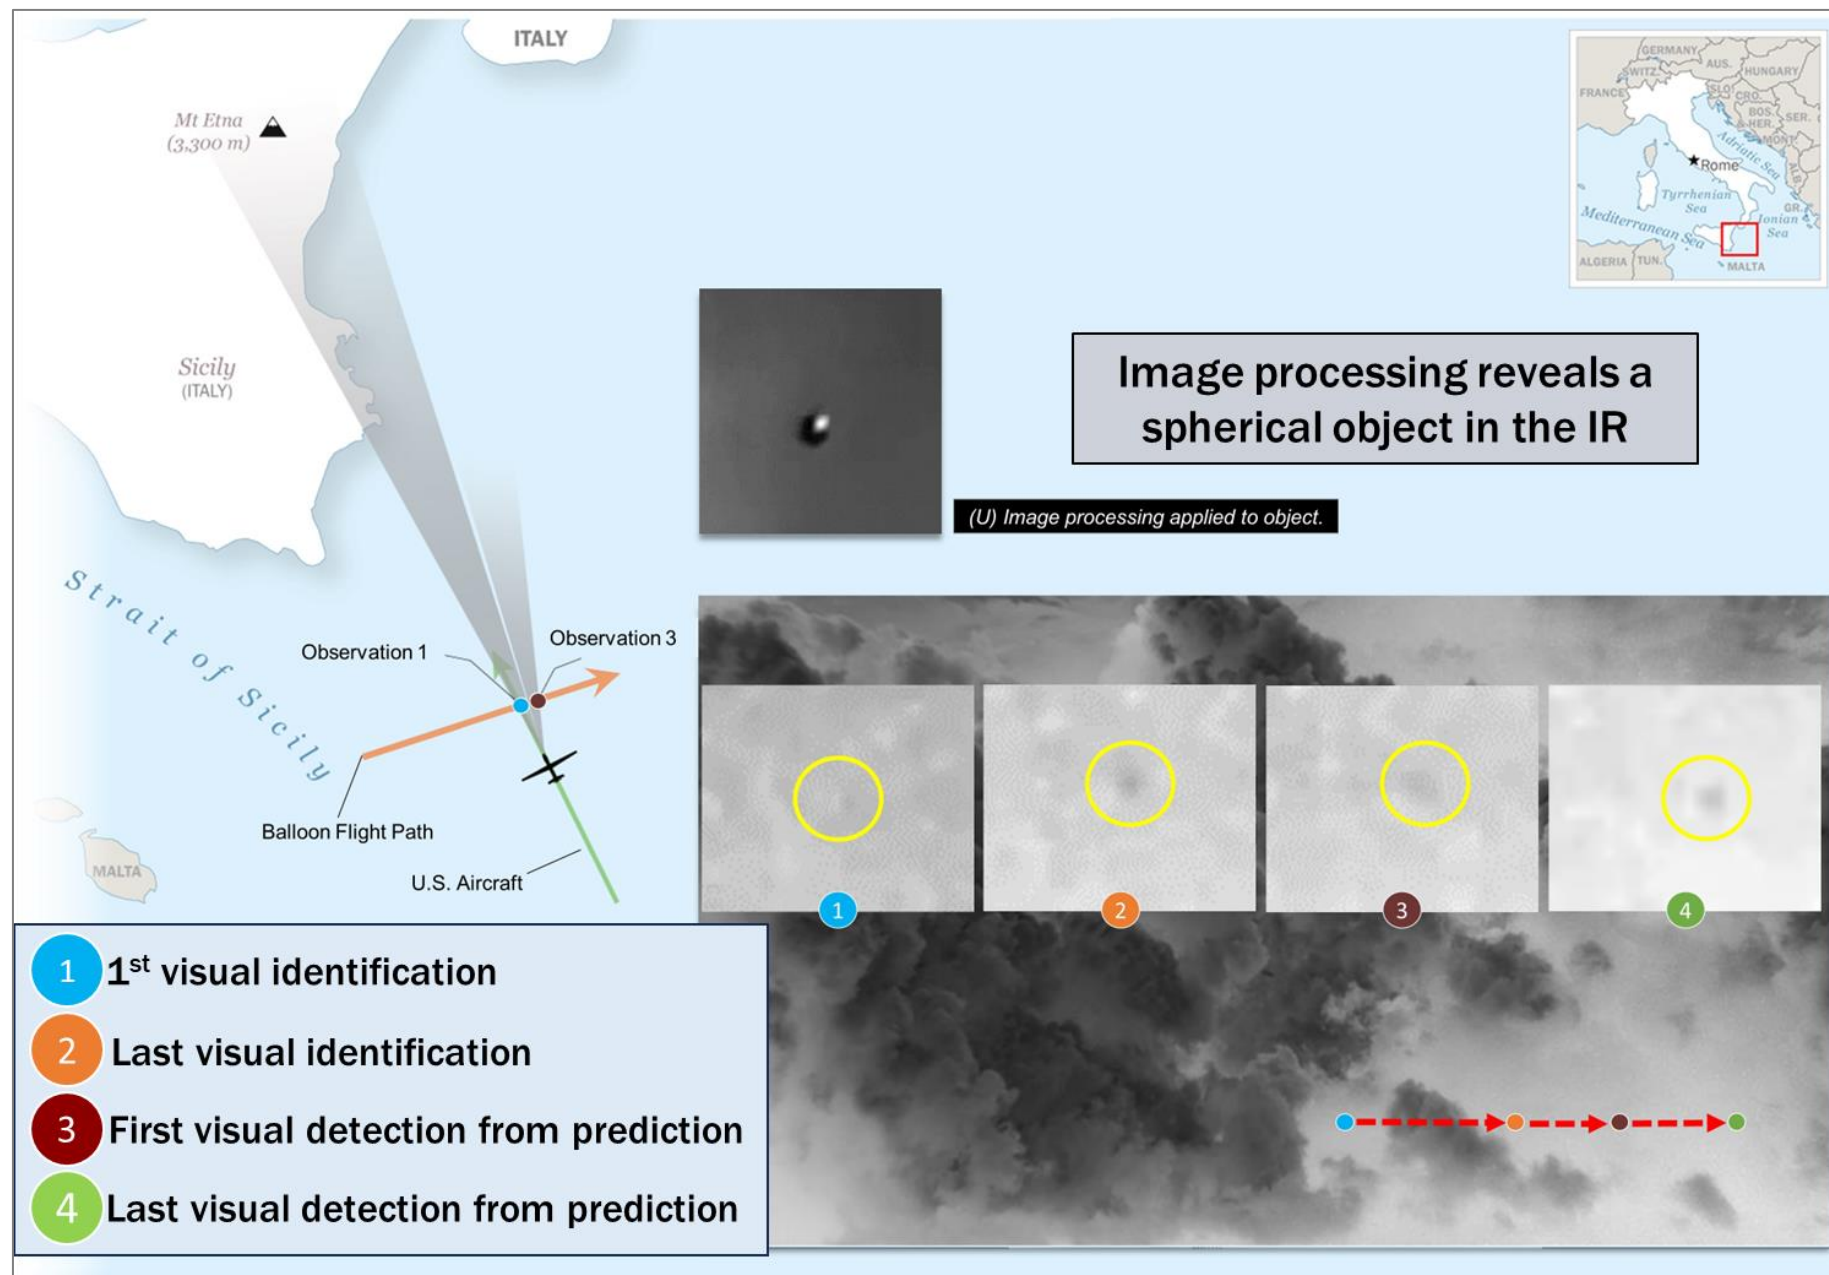 ITALY
Mt Etna
(3,300 m)
Sicily
(ITALY)
Strait of Sicily
MALTA
Observation 1
Observation 3
Balloon Flight Path
U.S. Aircraft
GERMANY
SWITZ.
AUS.
HUNGARY
FRANCE
SLO.
CRO.
BOS.
& HER.
SER.
MONT.
ALB.
Adriatic Sea
Rome
Tyrrhenian
Sea
GR.
Ionian
Sea
Mediterranean Sea
ALGERIA
TUN.
MALTA
Image processing reveals a
spherical object in the IR
(U) Image processing applied to object.
1
2
3
4
1 1st visual identification
2 Last visual identification
3 First visual detection from prediction
4 Last visual detection from prediction